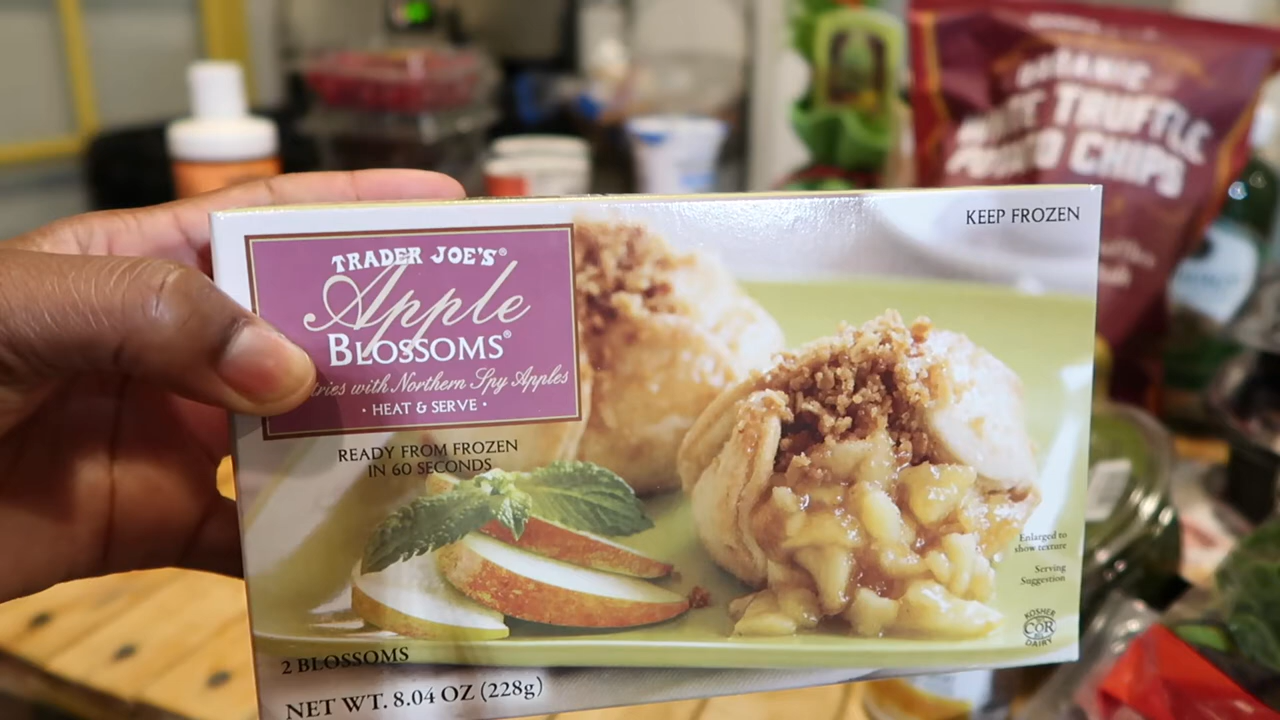 ORGANIC
TRUFFLE
CHIPS
KEEP FROZEN
TRADER JOE'S®
Apple
BLOSSOMS®
with Northern Spy Apples
· HEAT & SERVE ·
READY FROM FROZEN
IN 60 SECONDS
Enlarged to
show texture
Serving
Suggestion
KOSHER
COR
DAIRY
2 BLOSSOMS
NET WT. 8.04 OZ (228g)